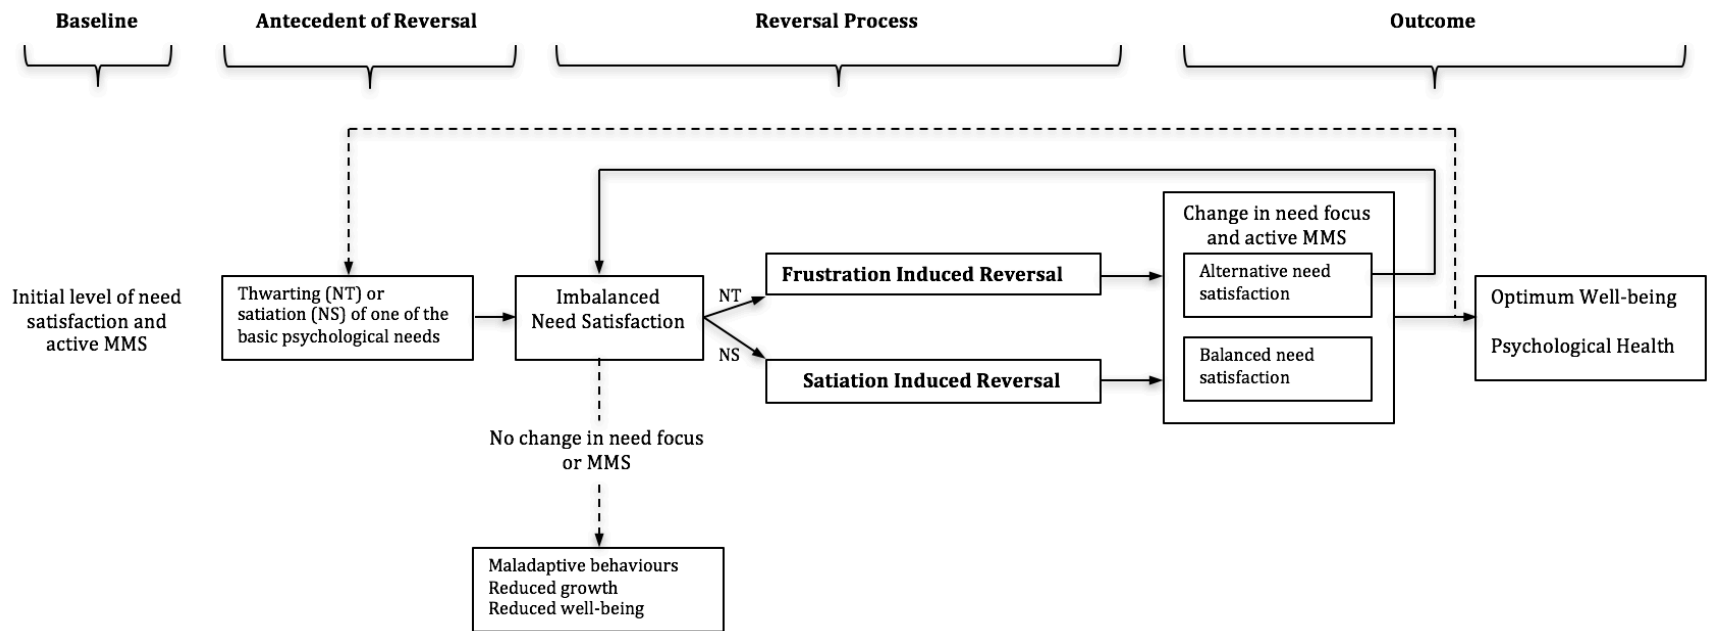 Baseline
Antecedent of Reversal
Reversal Process
Outcome
Initial level of need
satisfaction and
active MMS
Thwarting (NT) or
satiation (NS) of one of the
basic psychological needs
Imbalanced
Need Satisfaction
NT
NS
Frustration Induced Reversal
Satiation Induced Reversal
Change in need focus
and active MMS
Alternative need
satisfaction
Balanced need
satisfaction
Optimum Well-being
Psychological Health
No change in need focus
or MMS
Maladaptive behaviours
Reduced growth
Reduced well-being